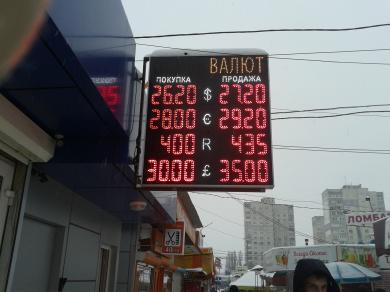 ВАЛЮТ
ПОКУПКА ПРОДАЖА
26.20 $ 27.20
28.00 € 29.20
4.00 R 4.35
30.00 £ 35.00
ЛОМБА